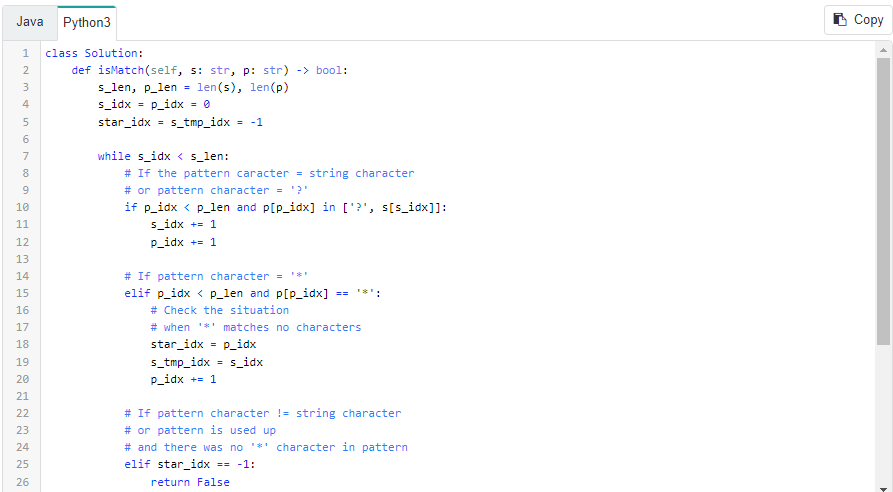 Java Python3 Copy
1 class Solution:
2 def isMatch(self, s: str, p: str) -> bool:
3 s_len, p_len = len(s), len(p)
4 s_idx = p_idx = 0
5 star_idx = s_tmp_idx = -1
6
7 while s_idx < s_len:
8 # If the pattern caracter = string character
9 # or pattern character = '?'
10 if p_idx < p_len and p[p_idx] in ['?', s[s_idx]]:
11 s_idx += 1
12 p_idx += 1
13
14 # If pattern character = '*'
15 elif p_idx < p_len and p[p_idx] == '*':
16 # Check the situation
17 # when '*' matches no characters
18 star_idx = p_idx
19 s_tmp_idx = s_idx
20 p_idx += 1
21
22 # If pattern character != string character
23 # or pattern is used up
24 # and there was no '*' character in pattern
25 elif star_idx == -1:
26 return False